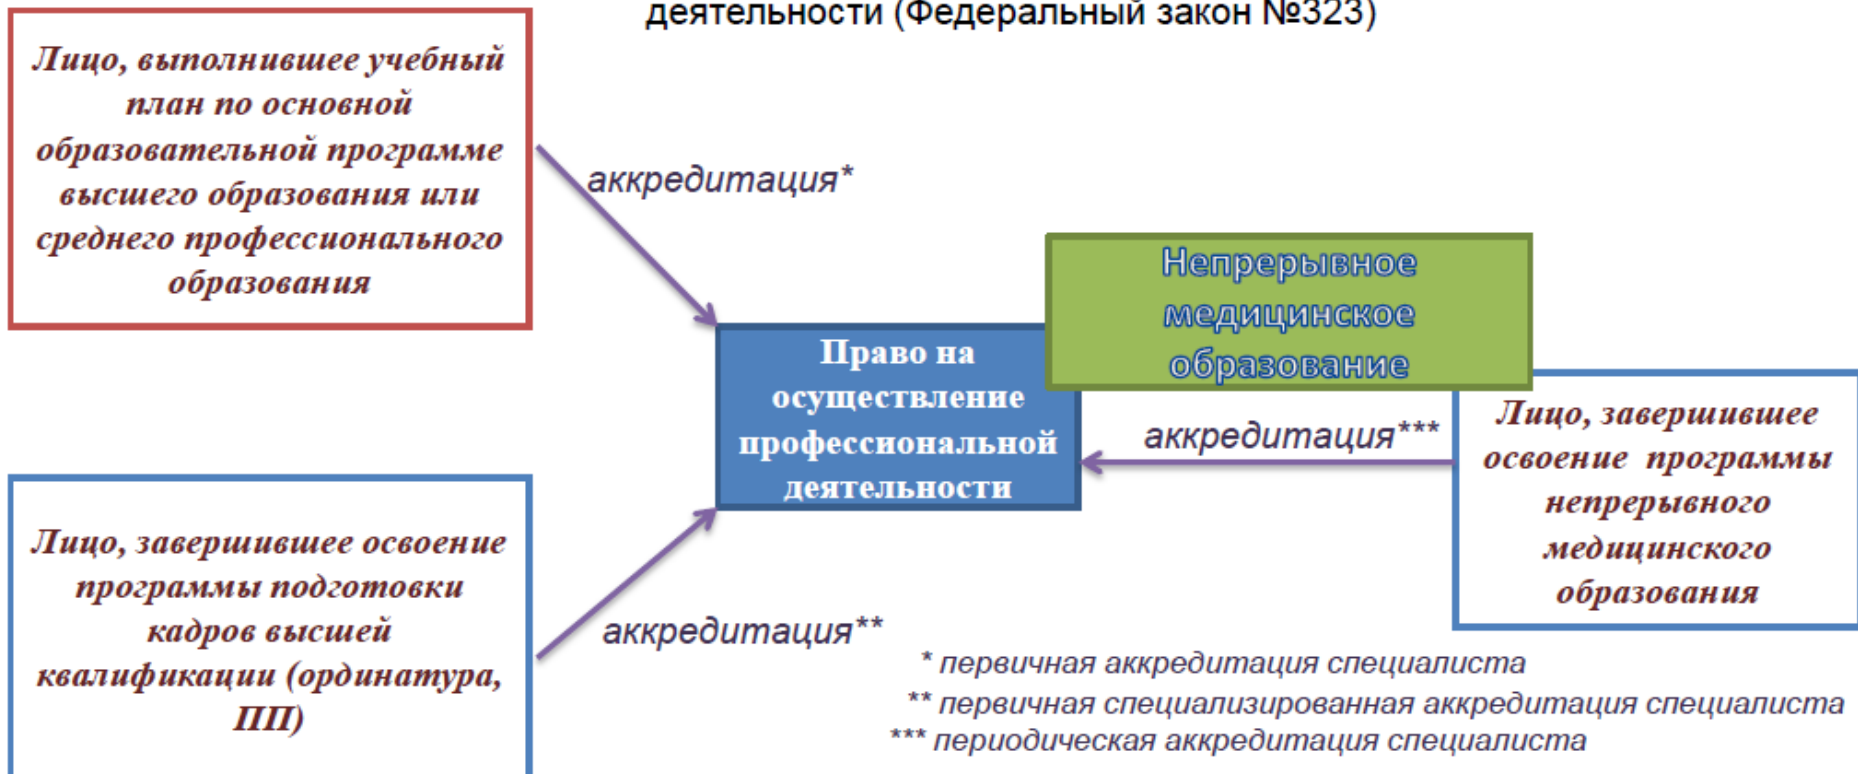 деятельности (Федеральный закон №323)
Лицо, выполнившее учебный
план по основной
образовательной программе
высшего образования или
среднего профессионального
образования
аккредитация*
Непрерывное
медицинское
образование
Право на
осуществление
профессиональной
деятельности
аккредитация***
Лицо, завершившее
освоение программы
непрерывного
медицинского
образования
Лицо, завершившее освоение
программы подготовки
кадров высшей
квалификации (ординатура,
ПП)
аккредитация**
* первичная аккредитация специалиста
** первичная специализированная аккредитация специалиста
*** периодическая аккредитация специалиста